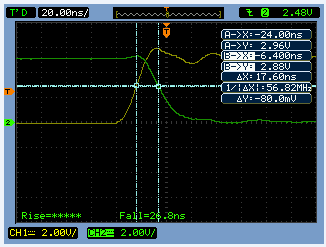 T'D 20.00ns/ T 2 2.48V
T
A->X:-24.00ns
A->Y: 2.96V
B->X:-6.400ns
B->Y: 2.88V
ΔX: 17.60ns
1/|ΔX|:56.82MHz
ΔY:-80.0mV
T
2
Rise=***** Fall=26.8ns
CH1= 2.00V/ CH2= 2.00V/